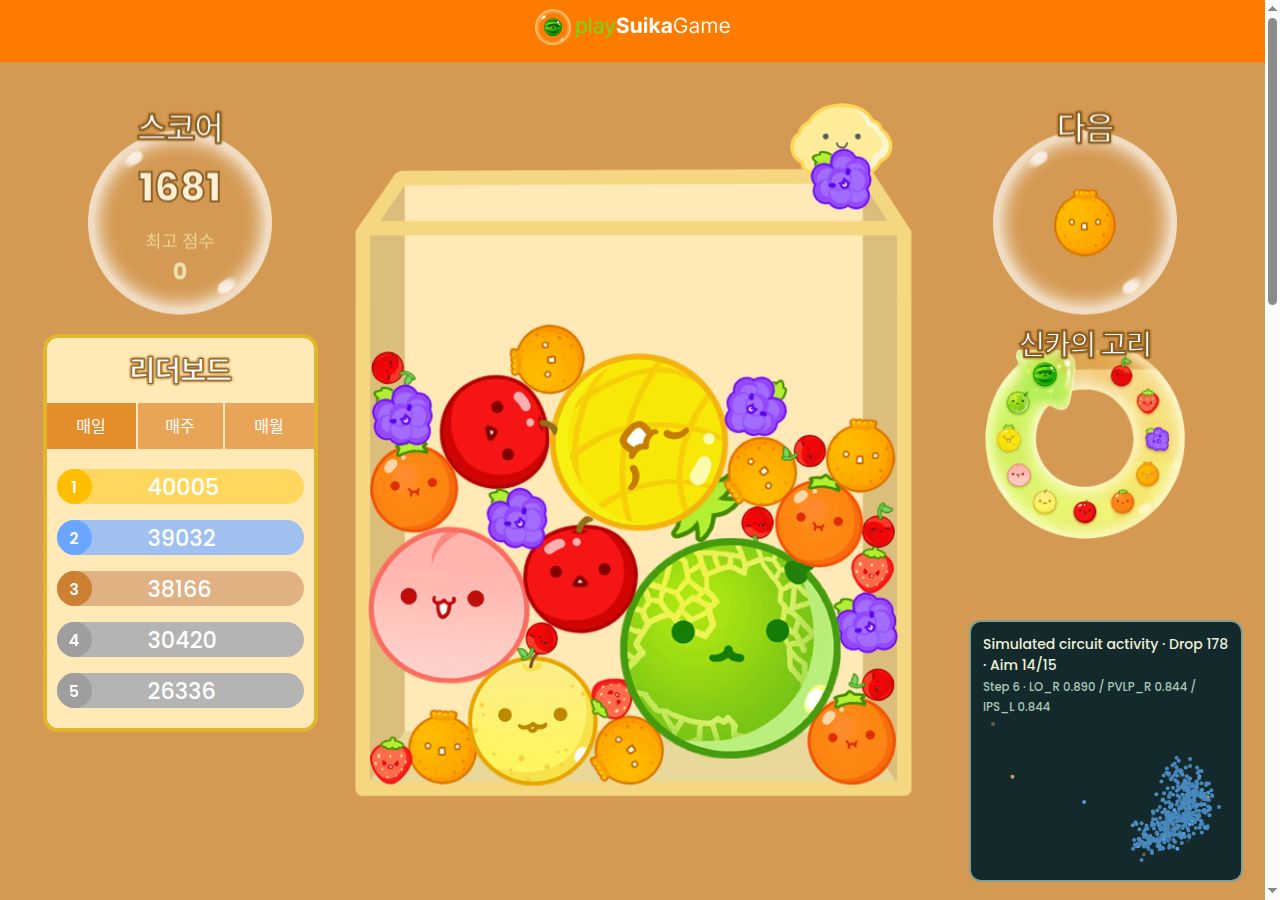 playSuikaGame
스코어
1681
최고 점수
0
다음
신카의 고리
리더보드
매일 매주 매월
1 40005
2 39032
3 38166
4 30420
5 26336
Simulated circuit activity · Drop 178
· Aim 14/15
Step 6 · LO_R 0.890 / PVLP_R 0.844 /
IPS_L 0.844